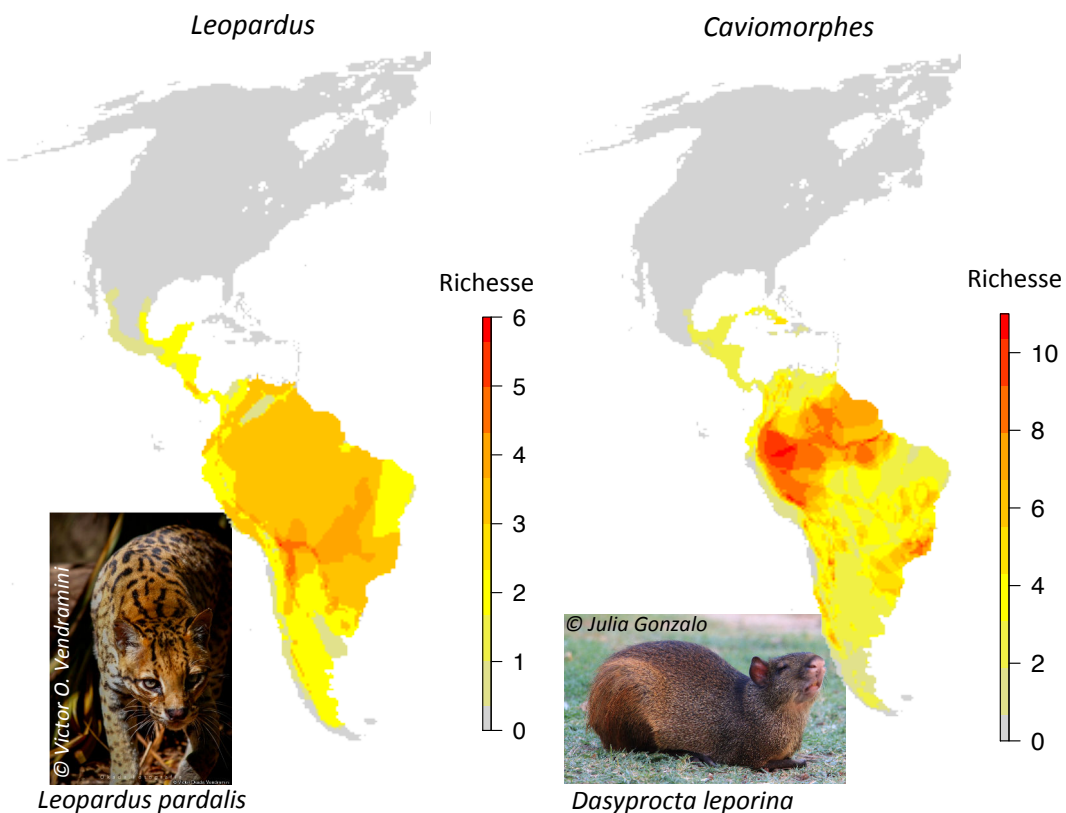 Leopardus
Caviomorphes
Richesse
6
5
4
3
2
1
0
Richesse
10
8
6
4
2
0
© Victor O. Vendramini
Leopardus pardalis
© Julia Gonzalo
Dasyprocta leporina